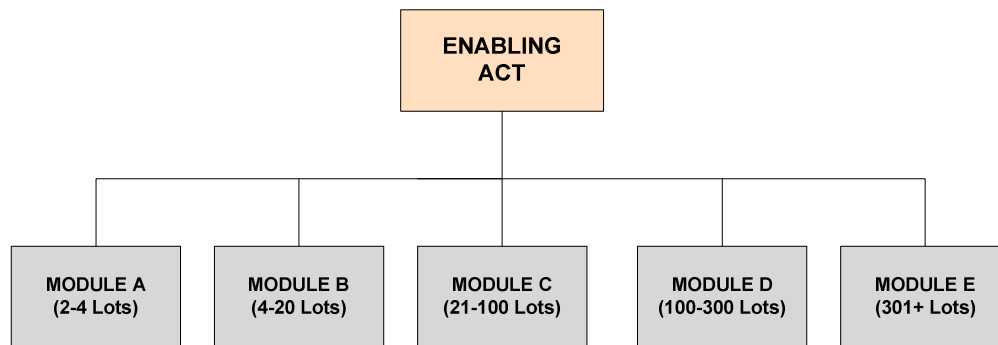 ENABLING
ACT
MODULE A
(2-4 Lots)
MODULE B
(4-20 Lots)
MODULE C
(21-100 Lots)
MODULE D
(100-300 Lots)
MODULE E
(301+ Lots)